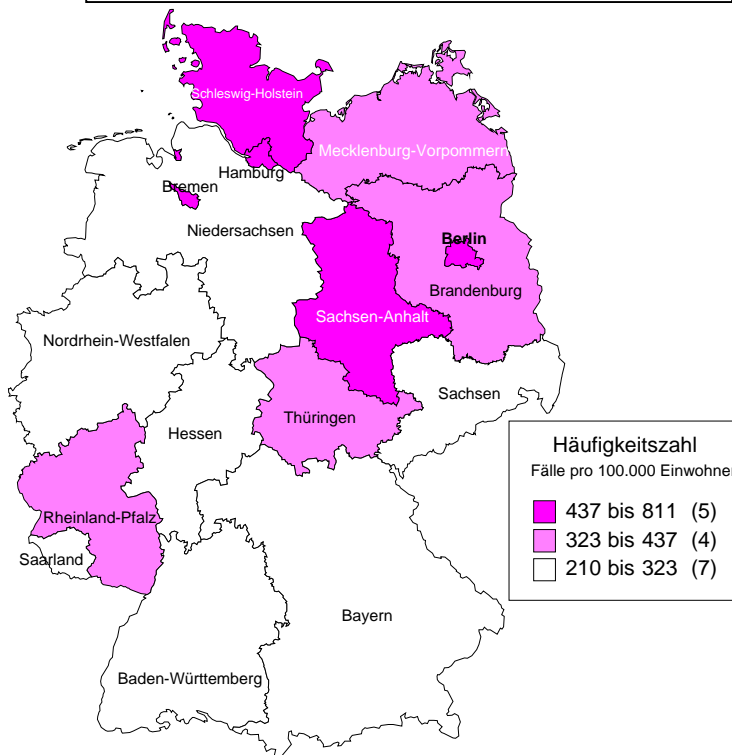 Schleswig-Holstein
Mecklenburg-Vorpommern
Hamburg
Bremen
Niedersachsen
Berlin
Brandenburg
Sachsen-Anhalt
Nordrhein-Westfalen
Sachsen
Thüringen
Hessen
Häufigkeitszahl
Fälle pro 100.000 Einwohner
437 bis 811 (5)
323 bis 437 (4)
210 bis 323 (7)
Rheinland-Pfalz
Saarland
Bayern
Baden-Württemberg